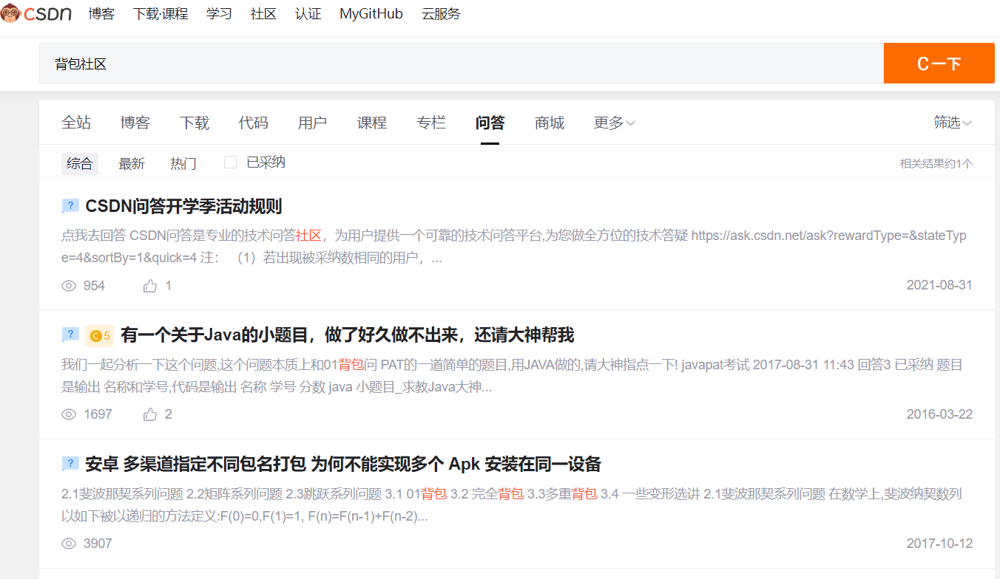 CSDN 博客 下载·课程 学习 社区 认证 MyGitHub 云服务
背包社区 C一下
全站 博客 下载 代码 用户 课程 专栏 问答 商城 更多 筛选
综合 最新 热门 已采纳 相关结果约1个
? CSDN问答开学季活动规则
点我去回答 CSDN问答是专业的技术问答社区，为用户提供一个可靠的技术问答平台,为您做全方位的技术答疑 https://ask.csdn.net/ask?rewardType=&stateTyp
e=4&sortBy=1&quick=4 注： （1）若出现被采纳数相同的用户，...
954 1 2021-08-31
? C 5 有一个关于Java的小题目，做了好久做不出来，还请大神帮我
我们一起分析一下这个问题,这个问题本质上和01背包问 PAT的一道简单的题目,用JAVA做的,请大神指点一下! javapat考试 2017-08-31 11:43 回答3 已采纳 题目
是输出 名称和学号,代码是输出 名称 学号 分数 java 小题目_求教Java大神...
1697 2 2016-03-22
? 安卓 多渠道指定不同包名打包 为何不能实现多个 Apk 安装在同一设备
2.1斐波那契系列问题 2.2矩阵系列问题 2.3跳跃系列问题 3.1 01背包 3.2 完全背包 3.3多重背包 3.4 一些变形选讲 2.1斐波那契系列问题 在数学上,斐波纳契数列
以如下被以递归的方法定义:F(0)=0,F(1)=1, F(n)=F(n-1)+F(n-2)...
3907 2017-10-12